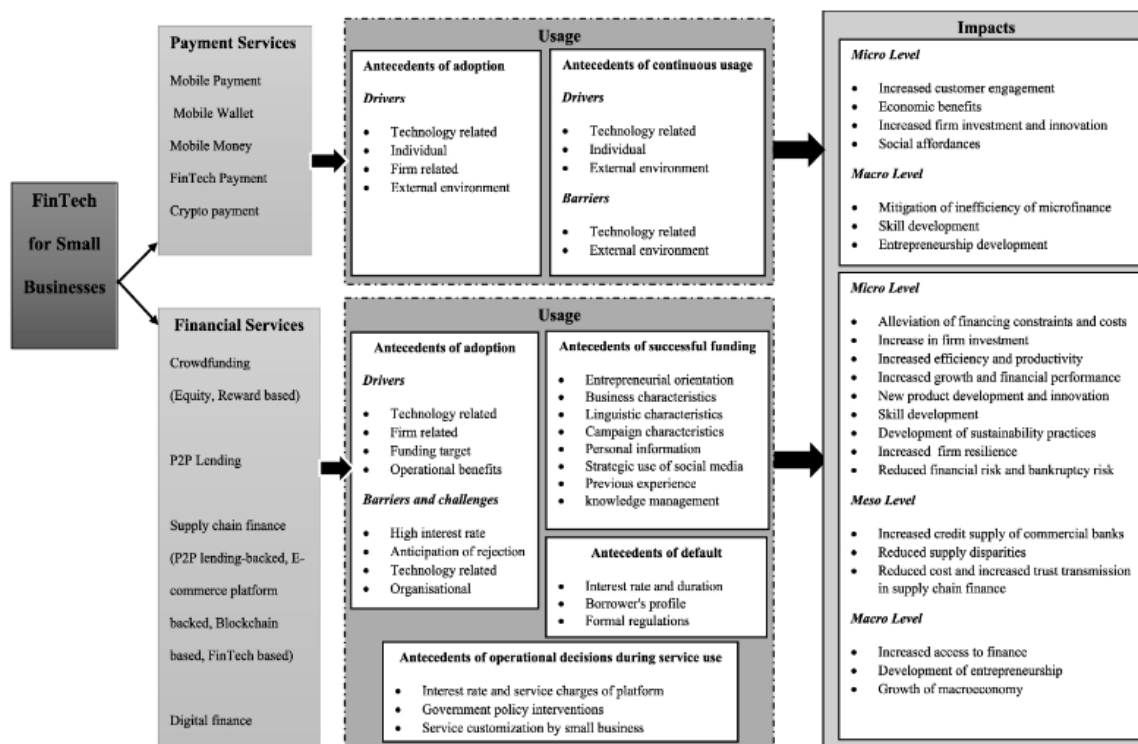 FinTech
for Small
Businesses
Payment Services
Mobile Payment
Mobile Wallet
Mobile Money
FinTech Payment
Crypto payment
Financial Services
Crowdfunding
(Equity, Reward based)
P2P Lending
Supply chain finance
(P2P lending-backed, E-
commerce platform
backed, Blockchain
based, FinTech based)
Digital finance
Usage
Antecedents of adoption
Drivers
• Technology related
• Individual
• Firm related
• External environment
Antecedents of continuous usage
Drivers
• Technology related
• Individual
• External environment
Barriers
• Technology related
• External environment
Usage
Antecedents of adoption
Drivers
• Technology related
• Firm related
• Funding target
• Operational benefits
Barriers and challenges
• High interest rate
• Anticipation of rejection
• Technology related
• Organisational
Antecedents of successful funding
• Entrepreneurial orientation
• Business characteristics
• Linguistic characteristics
• Campaign characteristics
• Personal information
• Strategic use of social media
• Previous experience
• knowledge management
Antecedents of default
• Interest rate and duration
• Borrower's profile
• Formal regulations
Antecedents of operational decisions during service use
• Interest rate and service charges of platform
• Government policy interventions
• Service customization by small business
Impacts
Micro Level
• Increased customer engagement
• Economic benefits
• Increased firm investment and innovation
• Social affordances
Macro Level
• Mitigation of inefficiency of microfinance
• Skill development
• Entrepreneurship development
Micro Level
• Alleviation of financing constraints and costs
• Increase in firm investment
• Increased efficiency and productivity
• Increased growth and financial performance
• New product development and innovation
• Skill development
• Development of sustainability practices
• Increased firm resilience
• Reduced financial risk and bankruptcy risk
Meso Level
• Increased credit supply of commercial banks
• Reduced supply disparities
• Reduced cost and increased trust transmission
in supply chain finance
Macro Level
• Increased access to finance
• Development of entrepreneurship
• Growth of macroeconomy